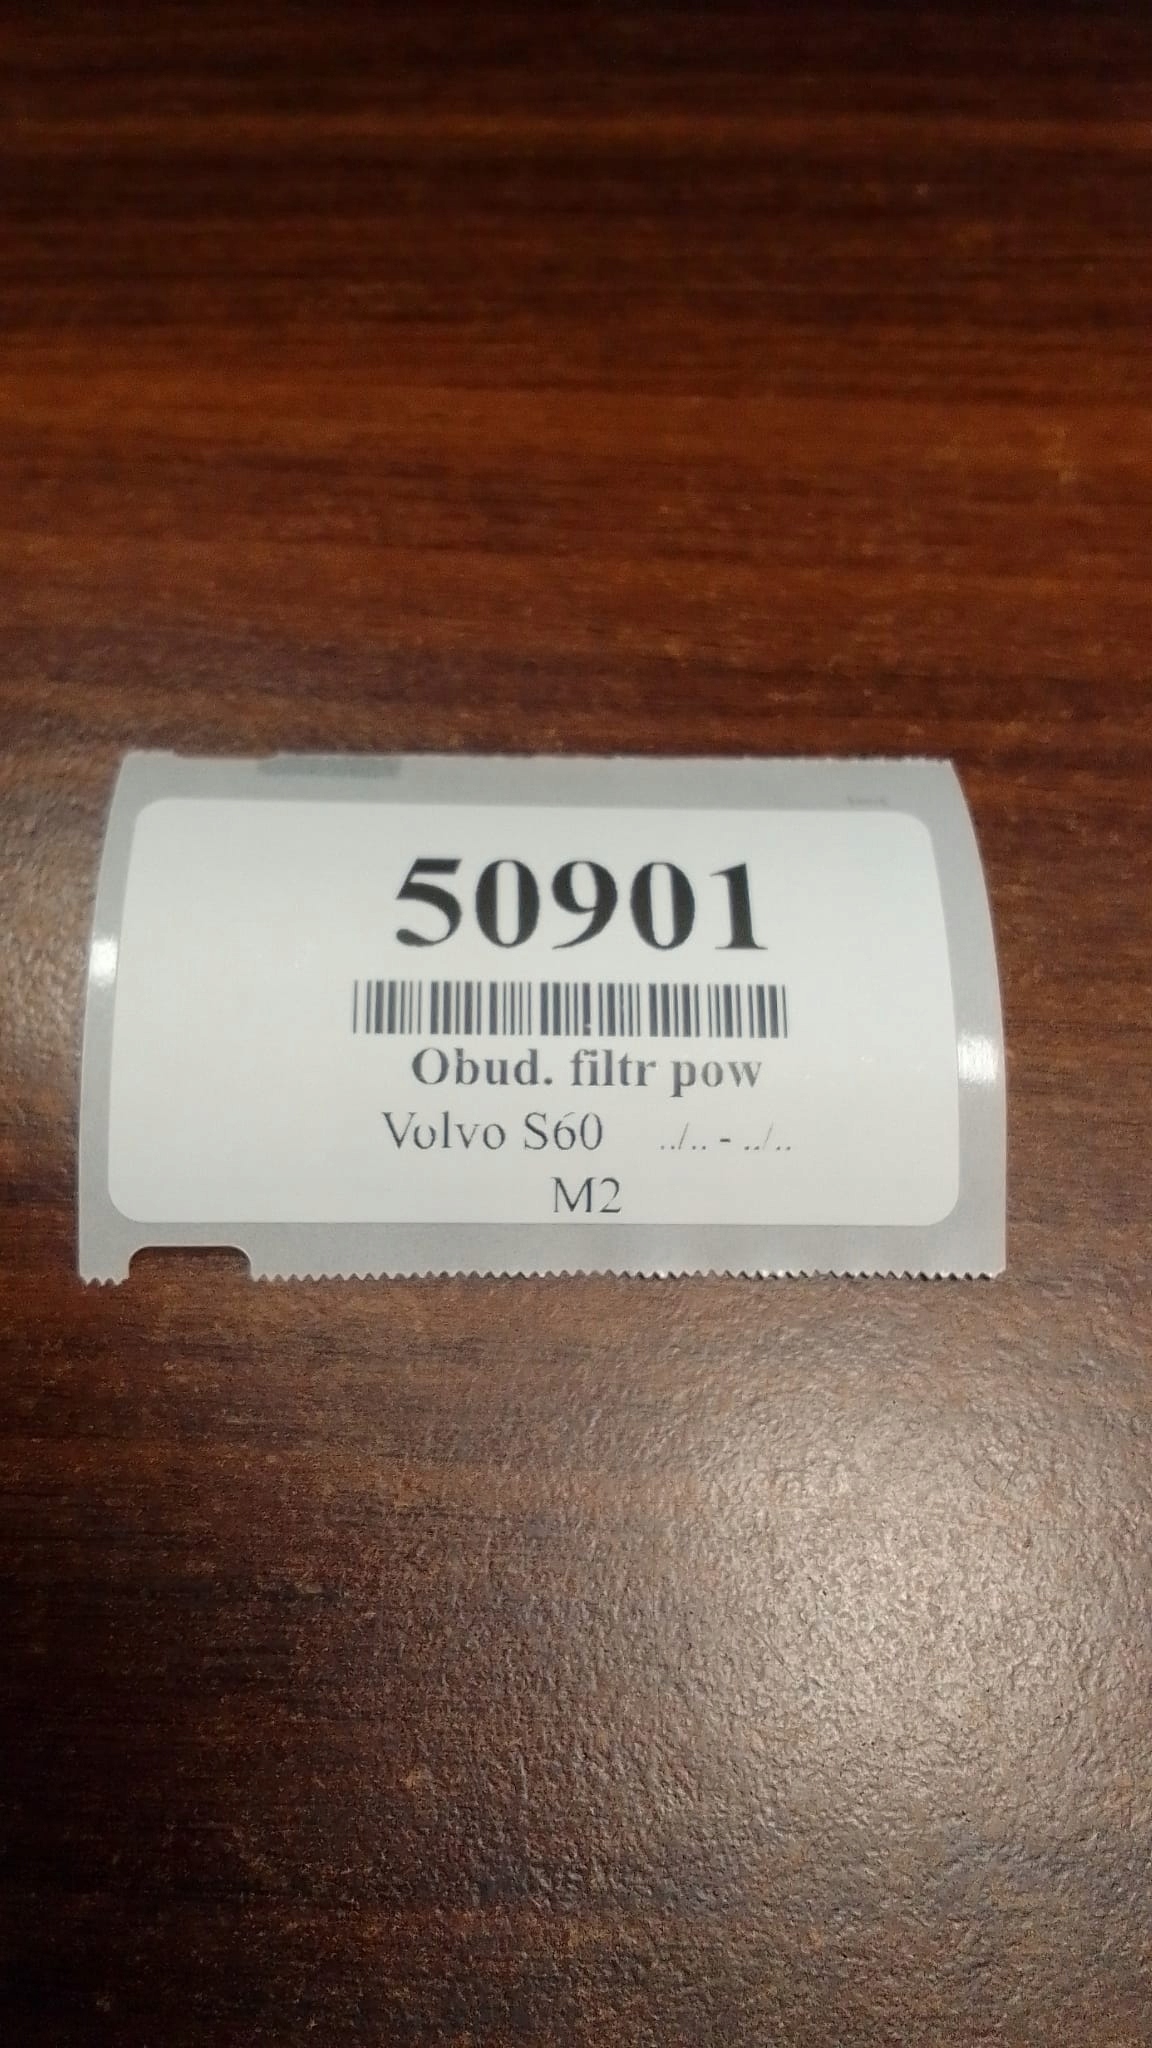 50901
Obud. filtr pow
Volvo S60 ../.. - ../..
M2